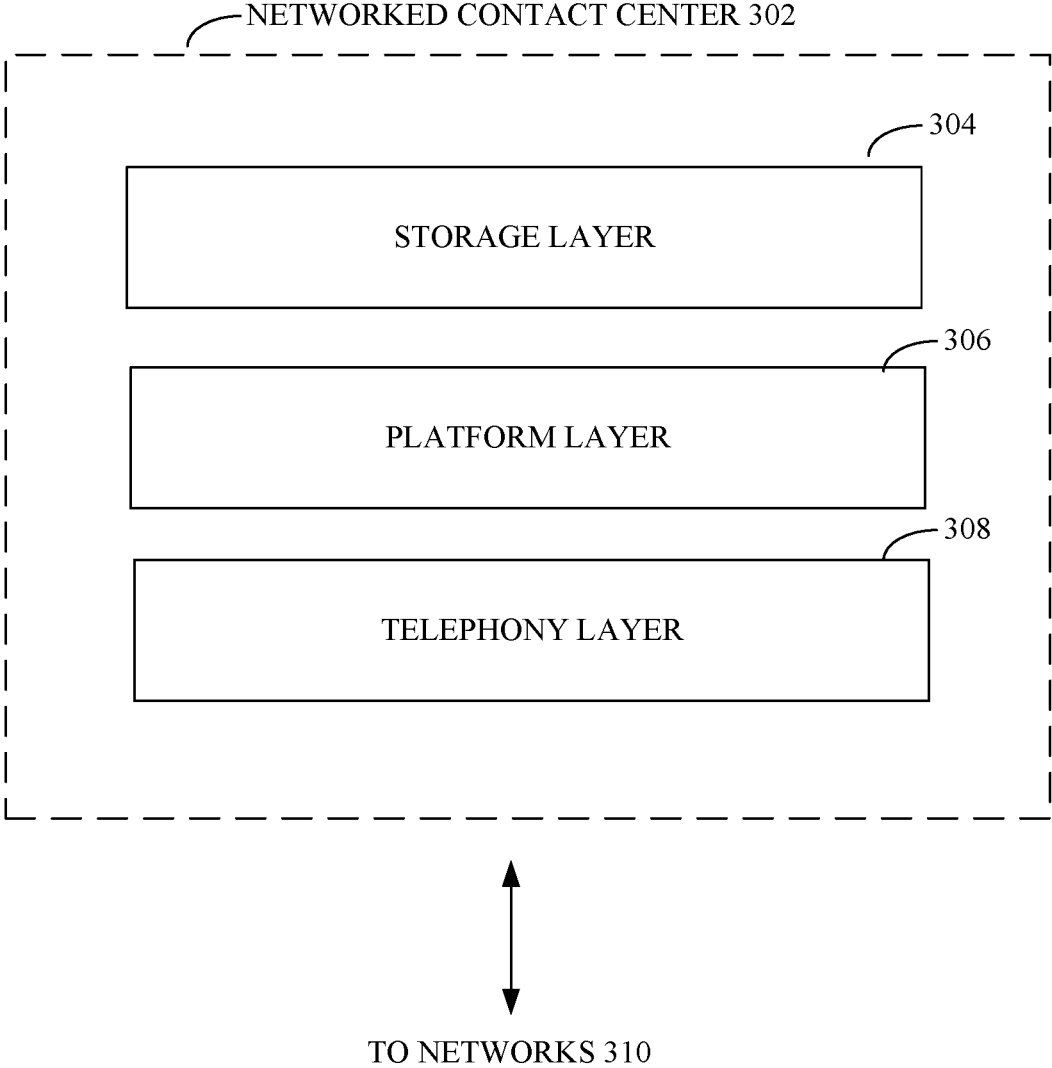 NETWORKED CONTACT CENTER 302
304
STORAGE LAYER
306
PLATFORM LAYER
308
TELEPHONY LAYER
TO NETWORKS 310